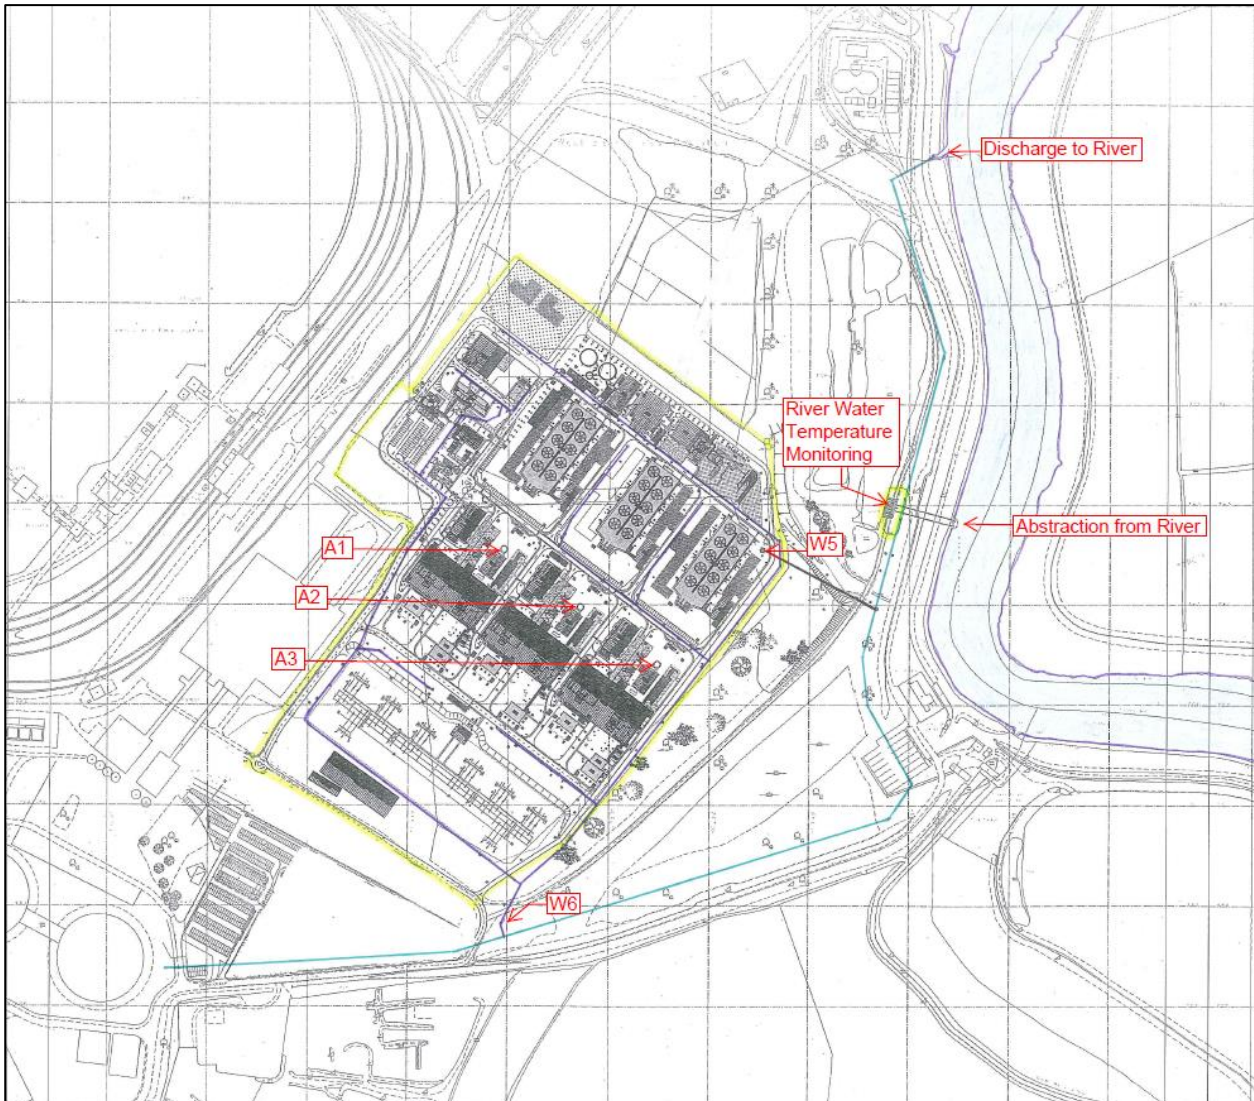 Discharge to River
River Water
Temperature
Monitoring
Abstraction from River
A1
W5
A2
A3
W6